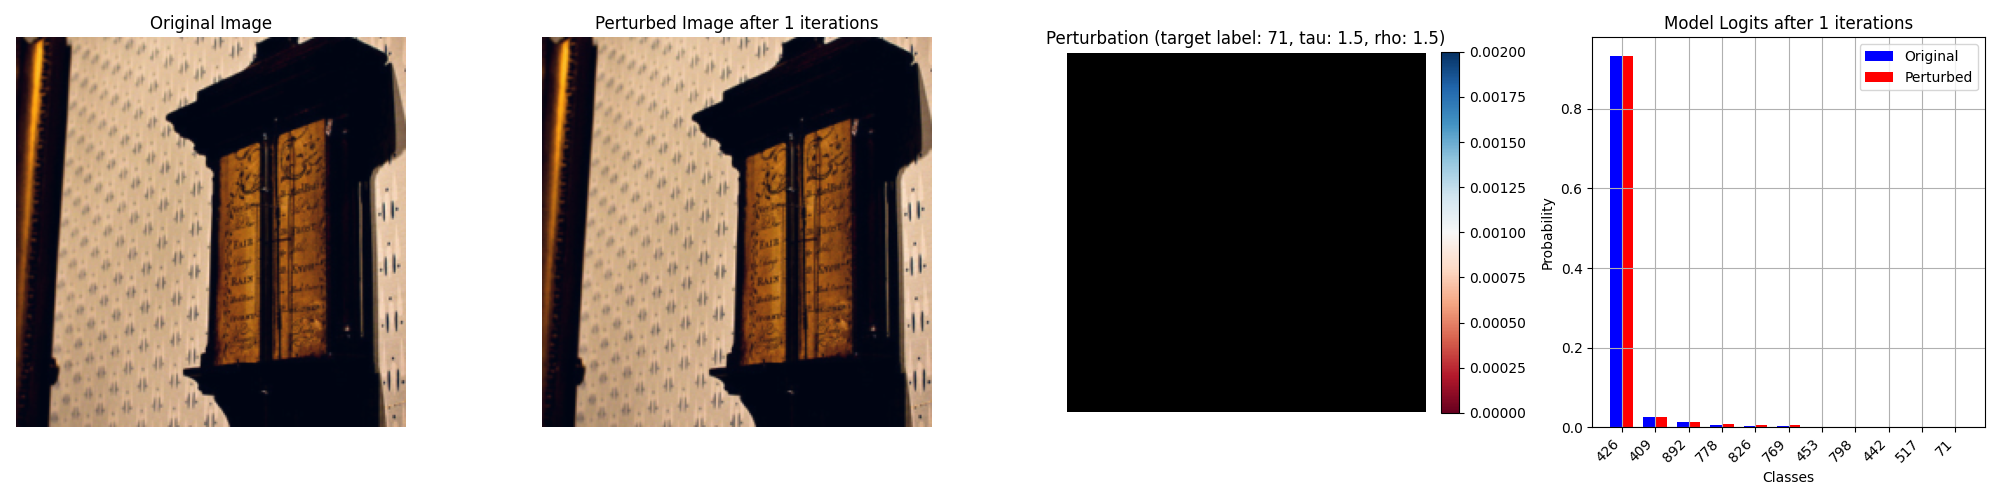 Original Image
Perturbed Image after 1 iterations
Perturbation (target label: 71, tau: 1.5, rho: 1.5)
Model Logits after 1 iterations
FAIR
RAIN
FAIR
RAIN
0.00200
0.00175
0.00150
0.00125
0.00100
0.00075
0.00050
0.00025
0.00000
Original
Perturbed
Probability
0.8
0.6
0.4
0.2
0.0
426
409
892
778
826
769
453
798
442
517
71
Classes